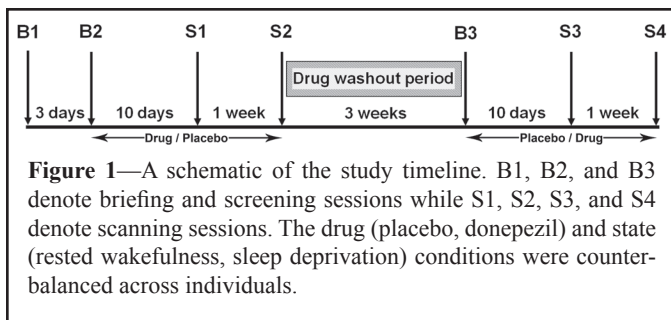 B1 B2 S1 S2 B3 S3 S4
Drug washout period
3 days 10 days 1 week 3 weeks 10 days 1 week
Drug / Placebo Placebo / Drug
Figure 1—A schematic of the study timeline. B1, B2, and B3
denote briefing and screening sessions while S1, S2, S3, and S4
denote scanning sessions. The drug (placebo, donepezil) and state
(rested wakefulness, sleep deprivation) conditions were counter-
balanced across individuals.